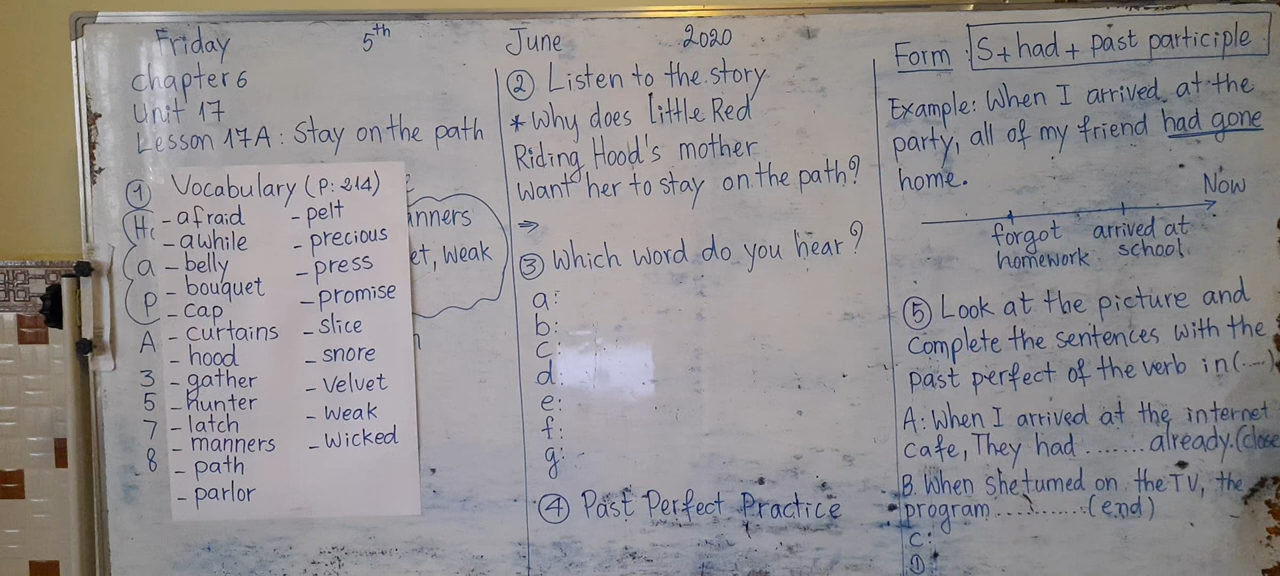 Friday 5th June 2020
Chapter 6
Unit 17
Lesson 17A: Stay on the path
① Vocabulary (P: 214)
- afraid
- awhile
- belly
- bouquet
- cap
- curtains
- hood
- gather
- hunter
- latch
- manners
- path
- parlor
- pelt
- precious
- press
- promise
- slice
- snore
- velvet
- weak
- wicked
a
P
A
3
5
7
8
weak
② Listen to the story
* Why does Little Red
Riding Hood's mother
want her to stay on the path?
⇒
③ Which word do you hear?
a:
b:
c:
d:
e:
f:
g:
④ Past Perfect Practice
Form: S + had + past participle
Example: When I arrived at the
party, all of my friend had gone
home.
Now
forgot arrived at
homework school.
⑤ Look at the picture and
Complete the sentences with the
past perfect of the verb in (....)
A: When I arrived at the internet
cafe, They had ....... already. (close
B. When she turned on the TV, the
program ............ (end)
C:
D